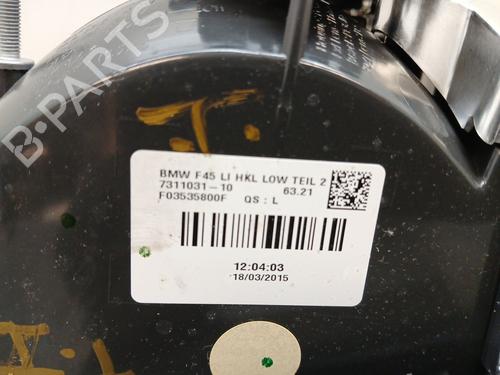 B-PARTS
BMW F45 LI HKL LOW TEIL 2
7311031-10 63.21
F03535800F QS : L
12:04:03
18/03/2015